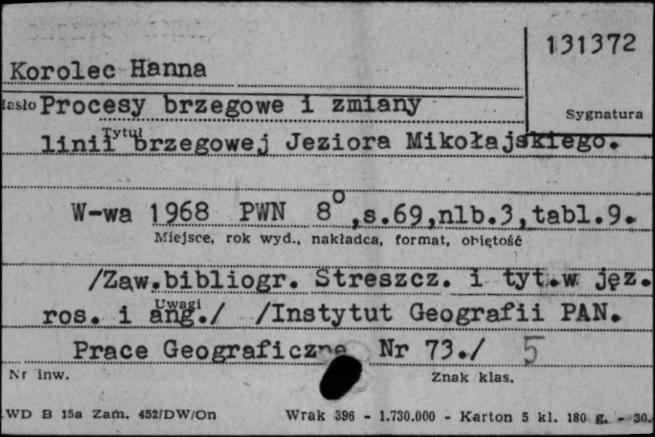 131372
Korolec Hanna
Hasło Procesy brzegowe i zmiany
Sygnatura
Tytuł
linii brzegowej Jeziora Mikołajskiego.
W-wa 1968 PWN 8°,s.69,nlb.3,tabl.9.
Miejsce, rok wyd., nakładca, format, objętość
/Zaw.bibliogr. Streszcz. i tyt.w jęz.
Uwagi
ros. i ang./ /Instytut Geografii PAN.
Prace Geograficzne Nr 73./ 5
Nr inw.
Znak klas.
WD B 15a Zam. 452/DW/On Wrak 396 - 1.730.000 - Karton 5 kl. 180 g. - 30.